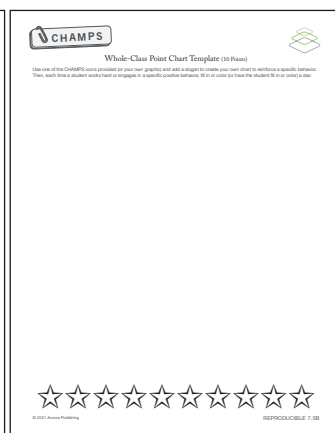 CHAMPS
Whole-Class Point Chart Template (10 Points)
Use one of the CHAMPS icons provided (or your own graphic) and add a slogan to create your own chart to reinforce a specific behavior.
Then, each time a student works hard or engages in a specific positive behavior, fill in or color (or have the student fill in or color) a star.
© 2021 Ancora Publishing
REPRODUCIBLE 7.5B